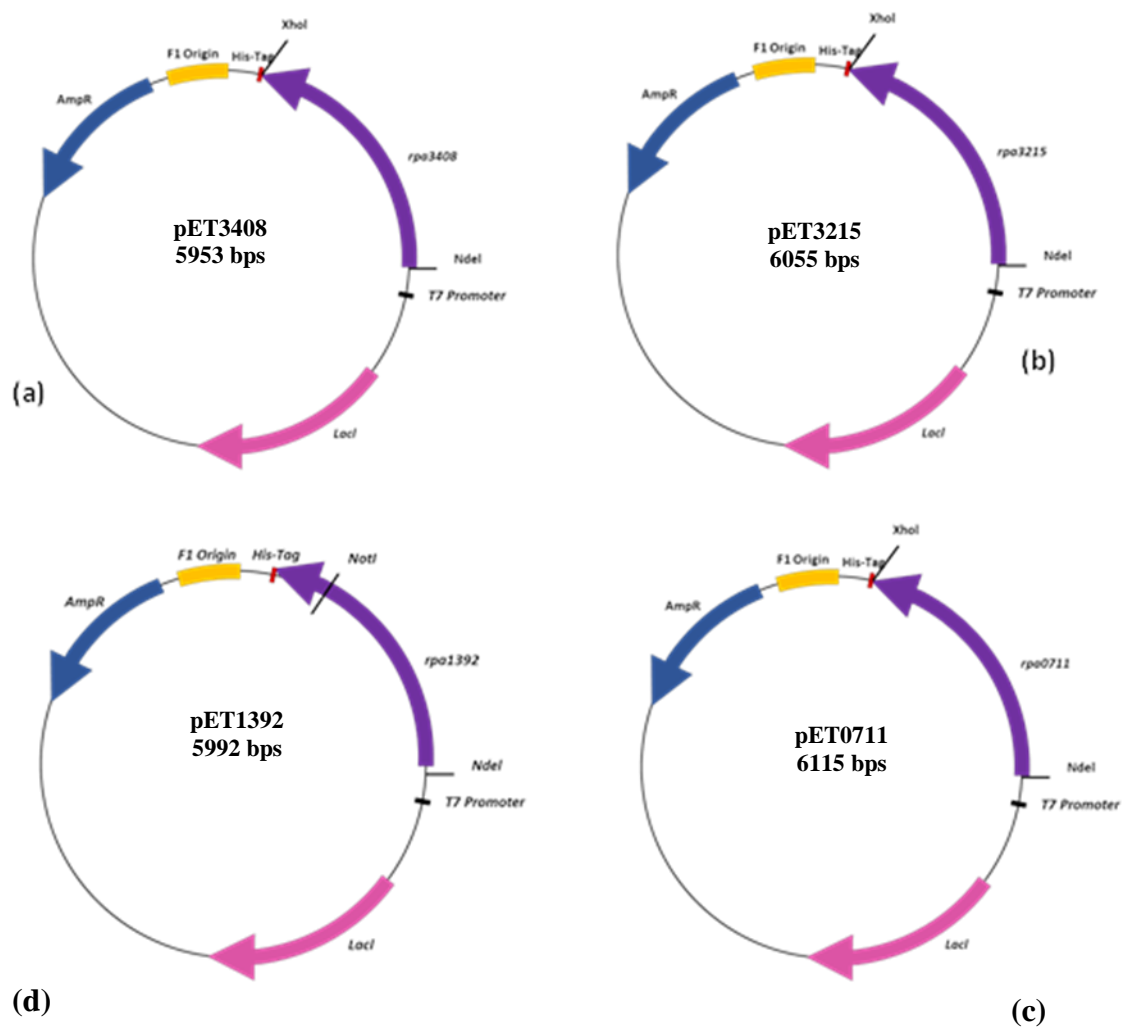 XhoI
F1 Origin
His-Tag
AmpR
rpa3408
pET3408
5953 bps
NdeI
T7 Promoter
LacI
(a)
XhoI
F1 Origin
His-Tag
AmpR
rpa3215
pET3215
6055 bps
NdeI
T7 Promoter
LacI
(b)
F1 Origin
His-Tag
NotI
AmpR
rpa1392
pET1392
5992 bps
NdeI
T7 Promoter
LacI
(d)
XhoI
F1 Origin
His-Tag
AmpR
rpa0711
pET0711
6115 bps
NdeI
T7 Promoter
LacI
(c)